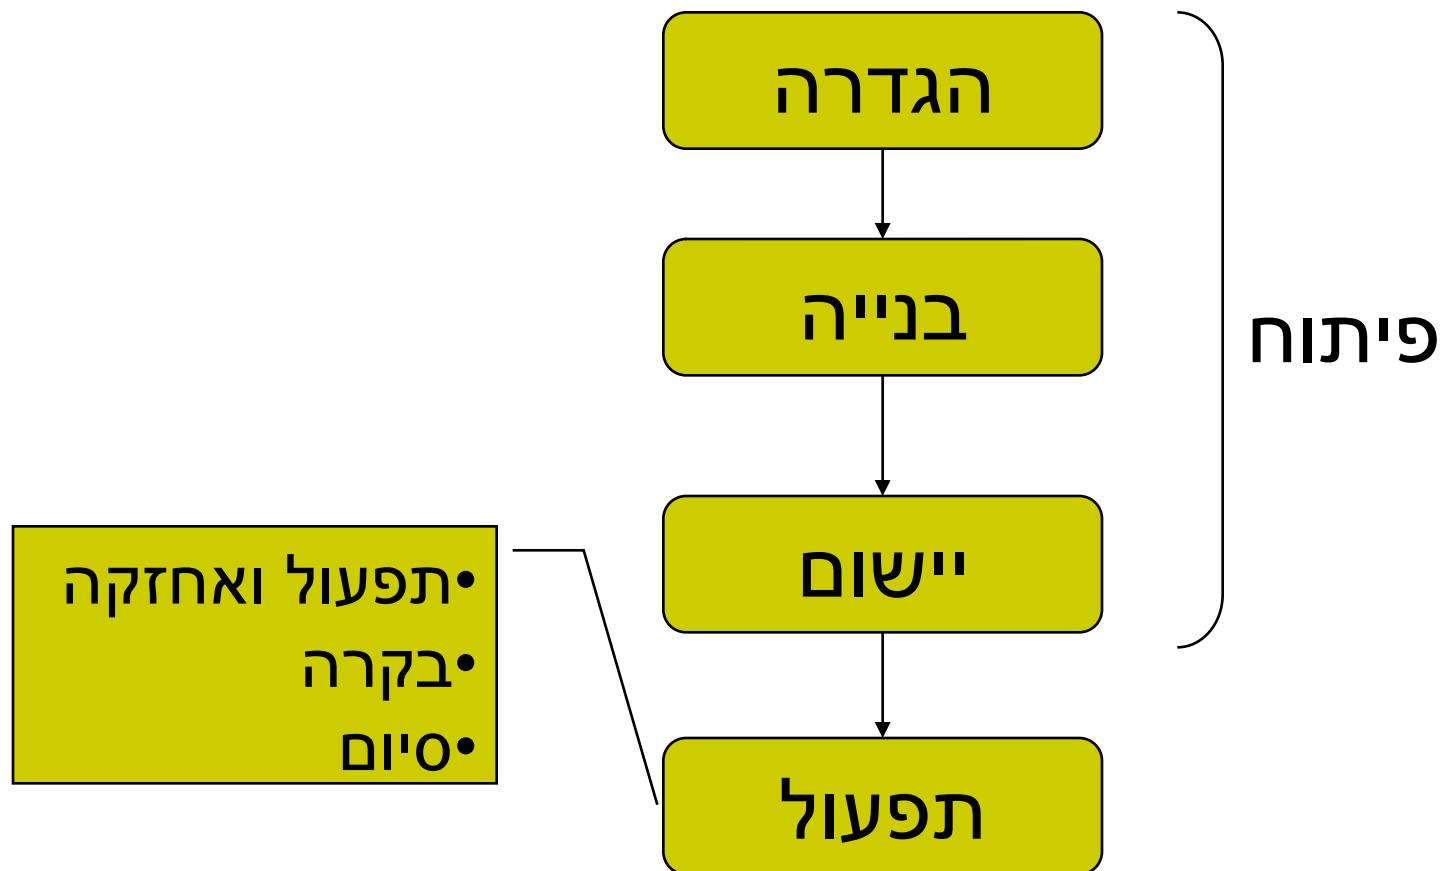 הגדרה
בנייה
פיתוח
יישום
•תפעול ואחזקה
•בקרה
•סיום
תפעול